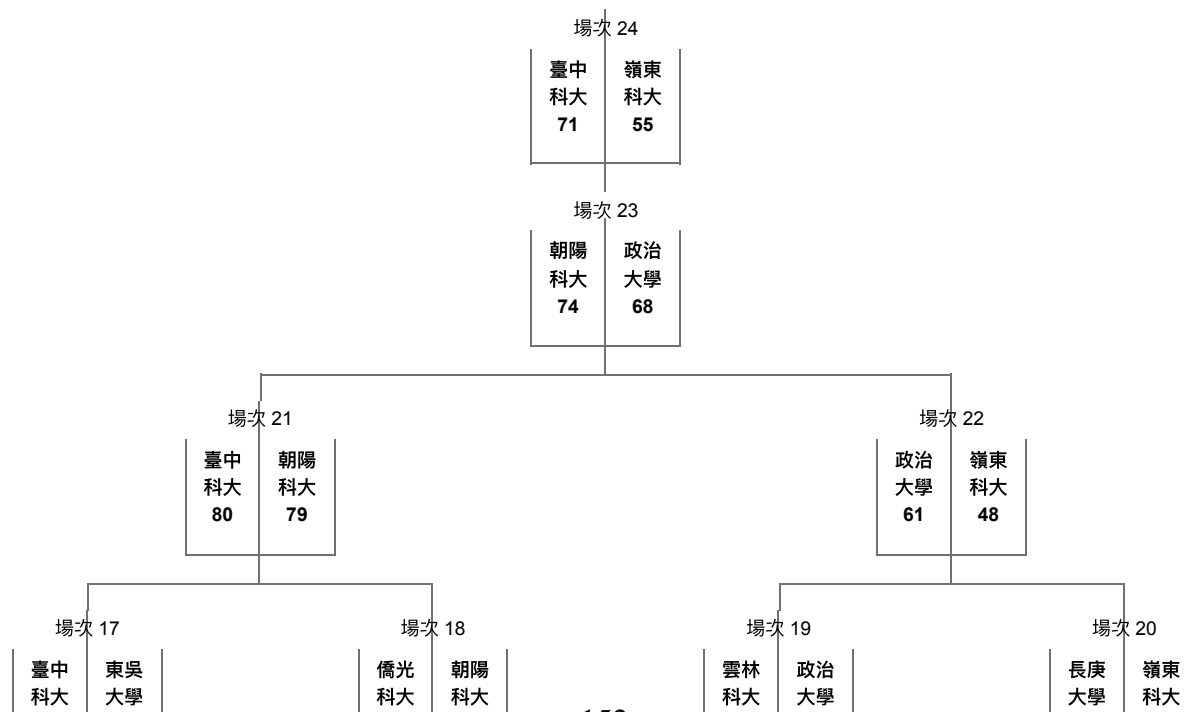 場次 24
臺中 嶺東
科大 科大
71 55
場次 23
朝陽 政治
科大 大學
74 68
場次 21 場次 22
臺中 朝陽 政治 嶺東
科大 科大 大學 科大
80 79 61 48
場次 17 場次 18 場次 19 場次 20
臺中 東吳 僑光 朝陽 雲林 政治 長庚 嶺東
科大 大學 科大 科大 科大 大學 大學 科大